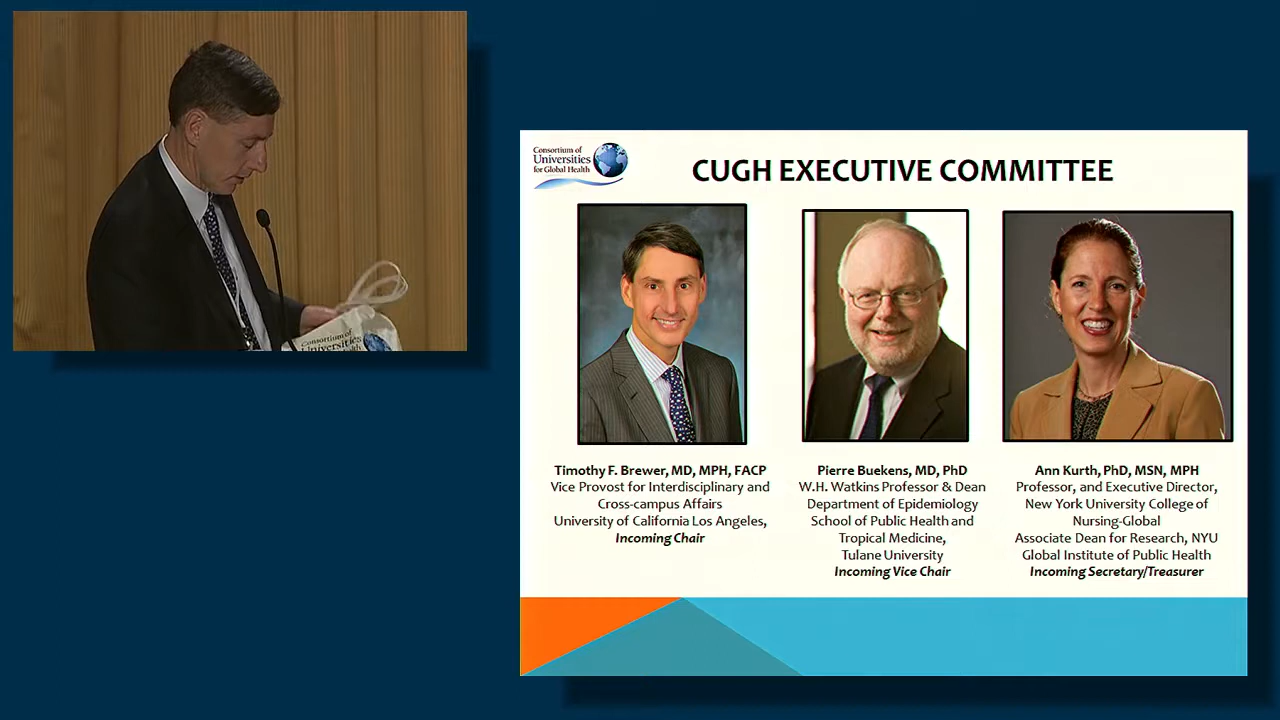 Consortium of
Universities
for Global Health
CUGH EXECUTIVE COMMITTEE
Timothy F. Brewer, MD, MPH, FACP
Vice Provost for Interdisciplinary and
Cross-campus Affairs
University of California Los Angeles,
Incoming Chair
Pierre Buekens, MD, PhD
W.H. Watkins Professor & Dean
Department of Epidemiology
School of Public Health and
Tropical Medicine,
Tulane University
Incoming Vice Chair
Ann Kurth, PhD, MSN, MPH
Professor, and Executive Director,
New York University College of
Nursing-Global
Associate Dean for Research, NYU
Global Institute of Public Health
Incoming Secretary/Treasurer
Consortium of
Universities
Health